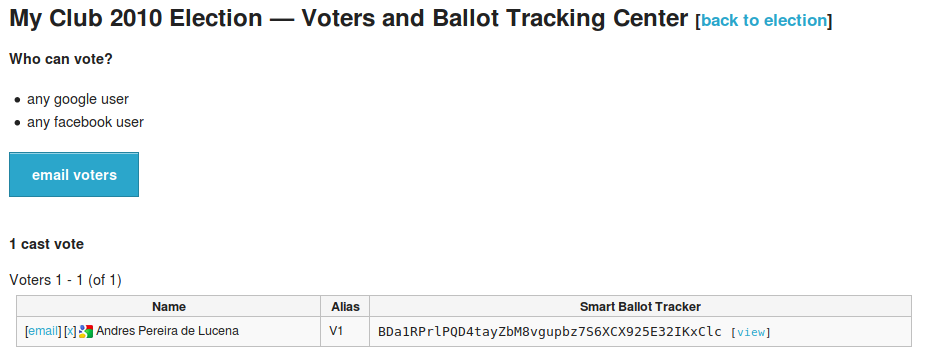 My Club 2010 Election — Voters and Ballot Tracking Center [back to election]
Who can vote?
any google user
any facebook user
email voters
1 cast vote
Voters 1 - 1 (of 1)
Name Alias Smart Ballot Tracker
[email] [x] Andres Pereira de Lucena V1 BDa1RPrlPQD4tayZbM8vgupbz7S6XCX925E32IKxClc [view]